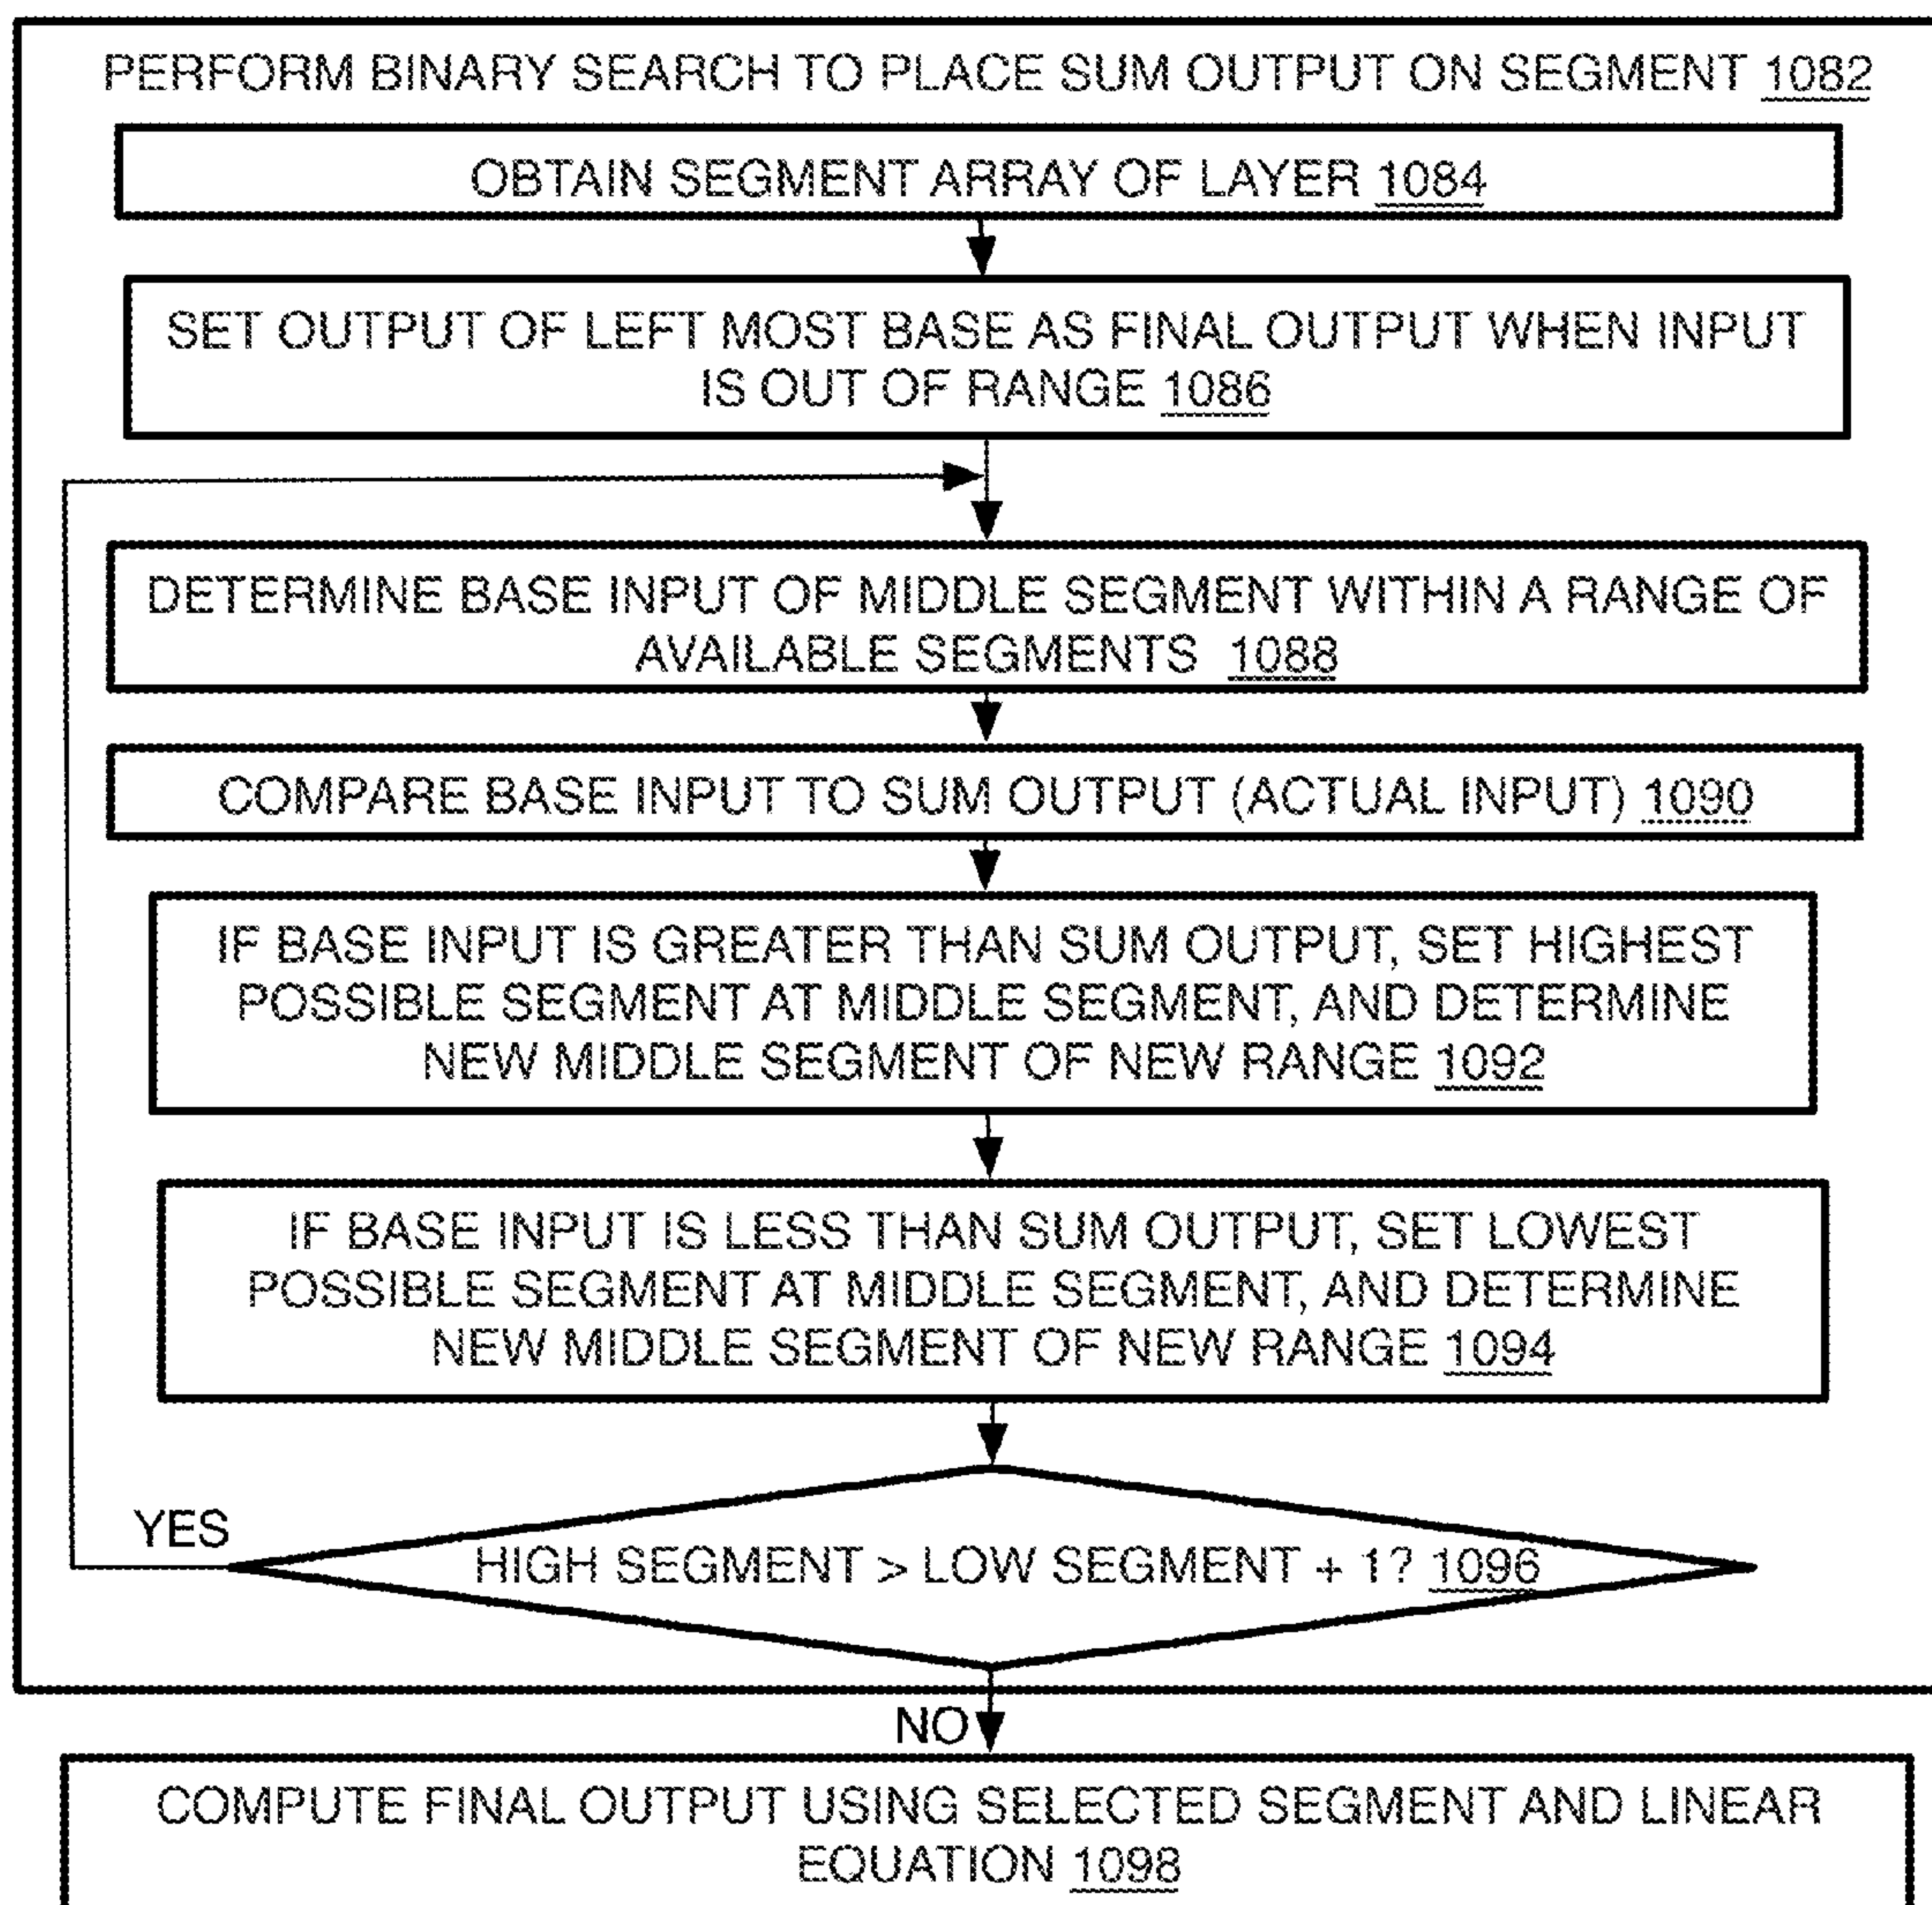 PERFORM BINARY SEARCH TO PLACE SUM OUTPUT ON SEGMENT 1082
OBTAIN SEGMENT ARRAY OF LAYER 1084
SET OUTPUT OF LEFT MOST BASE AS FINAL OUTPUT WHEN INPUT
IS OUT OF RANGE 1086
DETERMINE BASE INPUT OF MIDDLE SEGMENT WITHIN A RANGE OF
AVAILABLE SEGMENTS 1088
COMPARE BASE INPUT TO SUM OUTPUT (ACTUAL INPUT) 1090
IF BASE INPUT IS GREATER THAN SUM OUTPUT, SET HIGHEST
POSSIBLE SEGMENT AT MIDDLE SEGMENT, AND DETERMINE
NEW MIDDLE SEGMENT OF NEW RANGE 1092
IF BASE INPUT IS LESS THAN SUM OUTPUT, SET LOWEST
POSSIBLE SEGMENT AT MIDDLE SEGMENT, AND DETERMINE
NEW MIDDLE SEGMENT OF NEW RANGE 1094
YES
HIGH SEGMENT > LOW SEGMENT + 1? 1096
NO
COMPUTE FINAL OUTPUT USING SELECTED SEGMENT AND LINEAR
EQUATION 1098